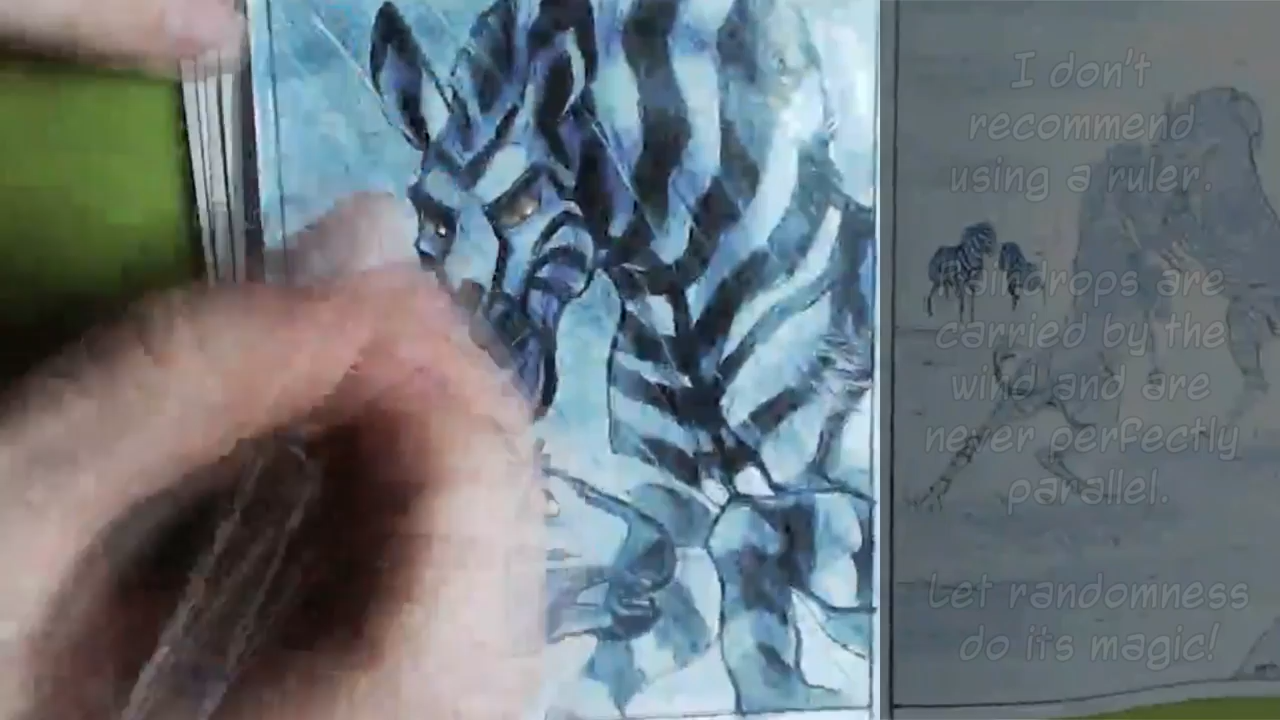 I don't
recommend
using a ruler.
Raindrops are
carried by the
wind and are
never perfectly
parallel.
Let randomness
do its magic!